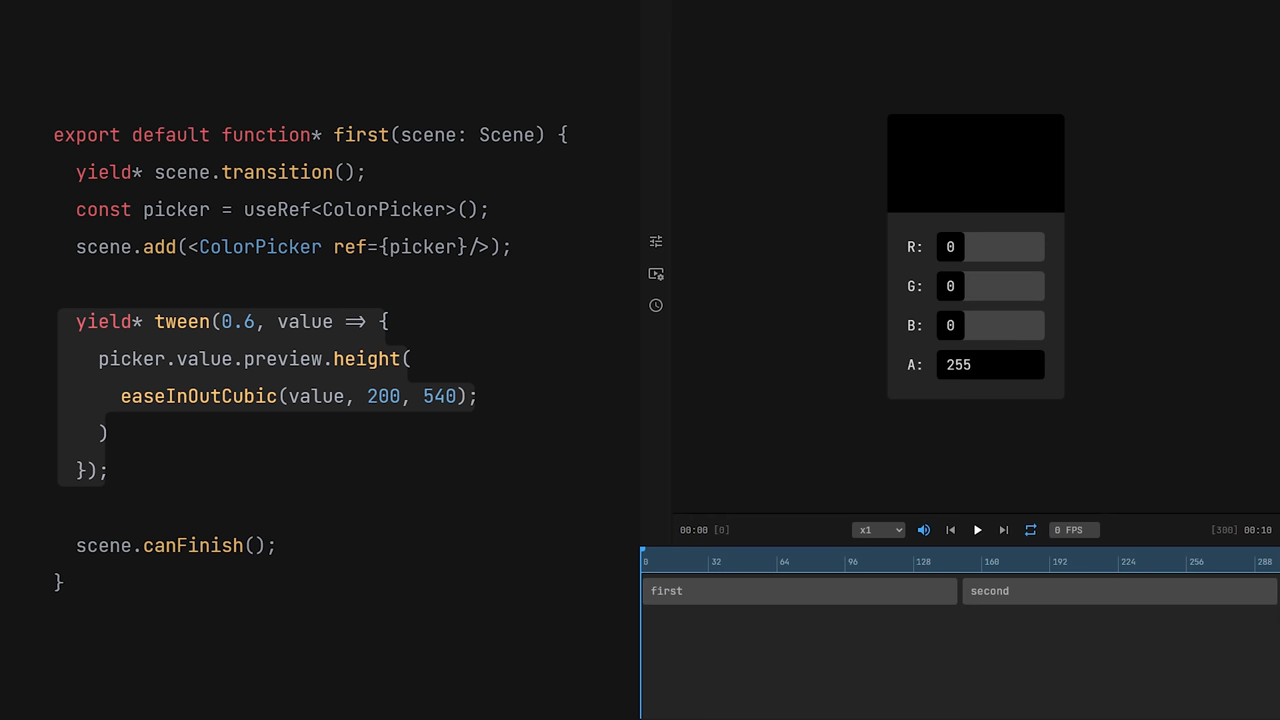 export default function* first(scene: Scene) {
  yield* scene.transition();
  const picker = useRef<ColorPicker>();
  scene.add(<ColorPicker ref={picker}/>);
  yield* tween(0.6, value => {
    picker.value.preview.height(
      easeInOutCubic(value, 200, 540);
    )
  });
  scene.canFinish();
}
R: 0
G: 0
B: 0
A: 255
00:00 [0] x1 0 FPS [300] 00:10
0 32 64 96 128 160 192 224 256 288
first second